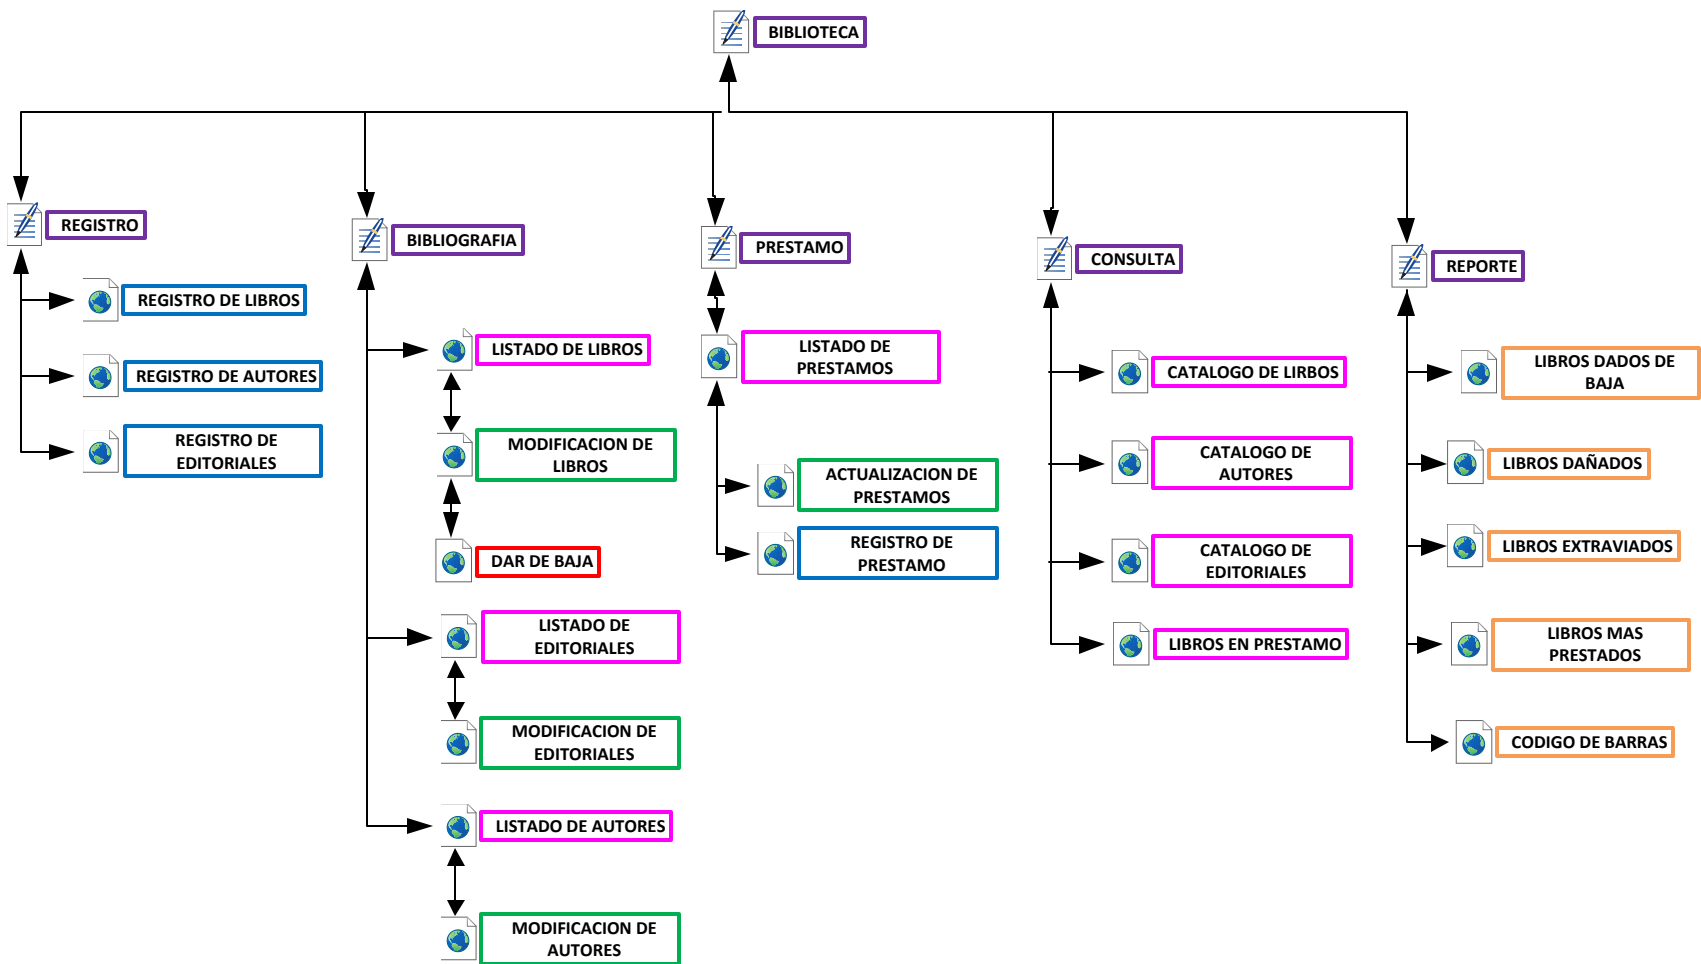 BIBLIOTECA
REGISTRO
REGISTRO DE LIBROS
REGISTRO DE AUTORES
REGISTRO DE
EDITORIALES
BIBLIOGRAFIA
LISTADO DE LIBROS
MODIFICACION DE
LIBROS
DAR DE BAJA
LISTADO DE
EDITORIALES
MODIFICACION DE
EDITORIALES
LISTADO DE AUTORES
MODIFICACION DE
AUTORES
PRESTAMO
LISTADO DE
PRESTAMOS
ACTUALIZACION DE
PRESTAMOS
REGISTRO DE
PRESTAMO
CONSULTA
CATALOGO DE LIRBOS
CATALOGO DE
AUTORES
CATALOGO DE
EDITORIALES
LIBROS EN PRESTAMO
REPORTE
LIBROS DADOS DE
BAJA
LIBROS DAÑADOS
LIBROS EXTRAVIADOS
LIBROS MAS
PRESTADOS
CODIGO DE BARRAS